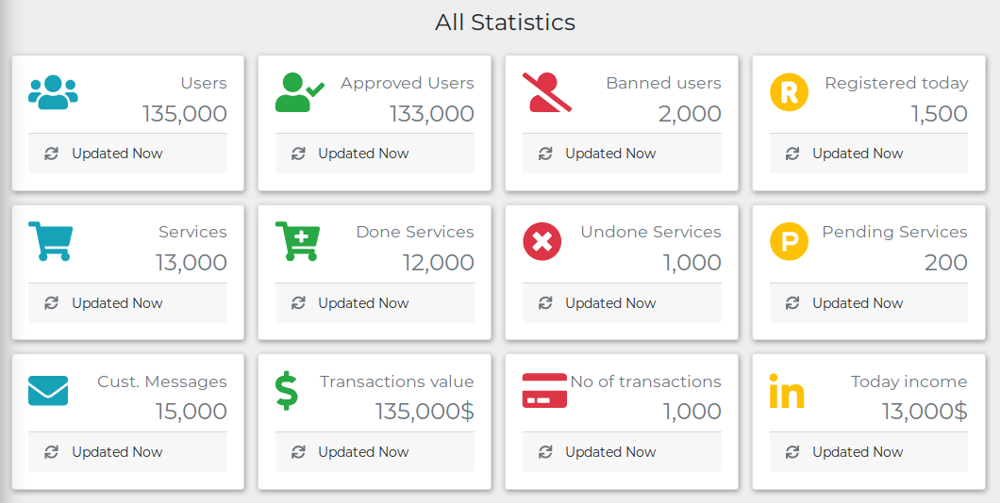 All Statistics
Users
135,000
Updated Now
Approved Users
133,000
Updated Now
Banned users
2,000
Updated Now
R
Registered today
1,500
Updated Now
Services
13,000
Updated Now
Done Services
12,000
Updated Now
Undone Services
1,000
Updated Now
P
Pending Services
200
Updated Now
Cust. Messages
15,000
Updated Now
$
Transactions value
135,000$
Updated Now
No of transactions
1,000
Updated Now
in
Today income
13,000$
Updated Now